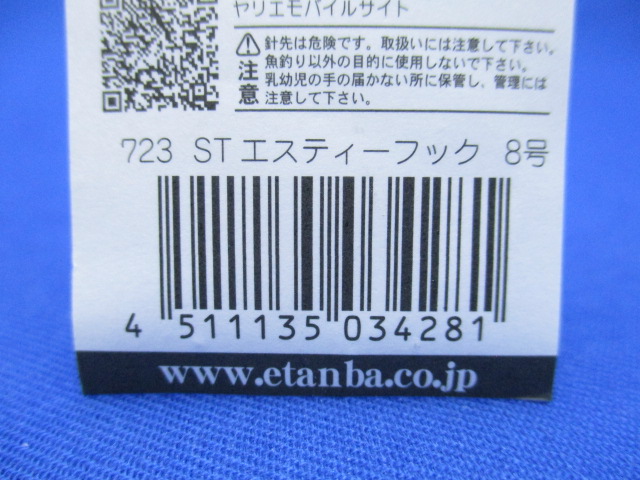 ヤリエモバイルサイト
注意
針先は危険です。取扱いには注意して下さい。
魚釣り以外の目的に使用しないで下さい。
乳幼児の手の届かない所に保管し、管理には
注意して下さい。
723 ST エスティーフック 8号
4 511135 034281
www.etanba.co.jp